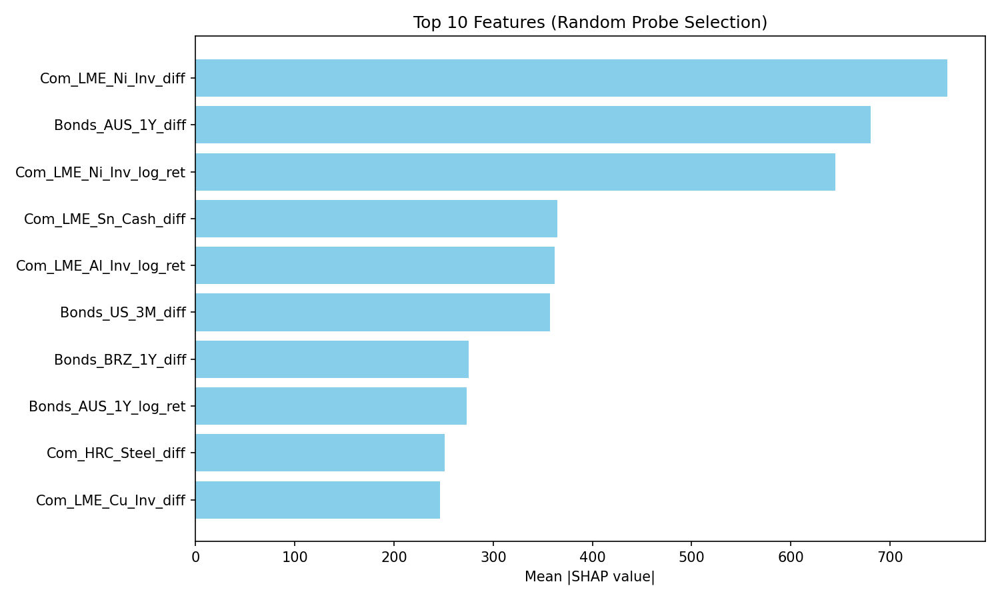 Top 10 Features (Random Probe Selection)
Com_LME_Ni_Inv_diff
Bonds_AUS_1Y_diff
Com_LME_Ni_Inv_log_ret
Com_LME_Sn_Cash_diff
Com_LME_Al_Inv_log_ret
Bonds_US_3M_diff
Bonds_BRZ_1Y_diff
Bonds_AUS_1Y_log_ret
Com_HRC_Steel_diff
Com_LME_Cu_Inv_diff
0 100 200 300 400 500 600 700
Mean |SHAP value|